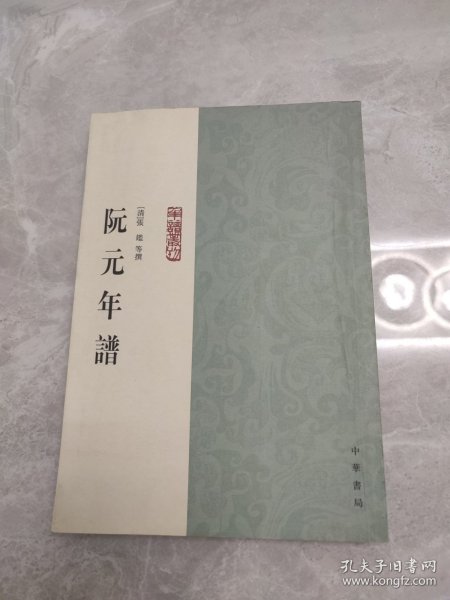 阮元年譜
[清]張鑑等撰
年譜叢刊
中華書局
孔夫子旧书网
www.kongfz.com